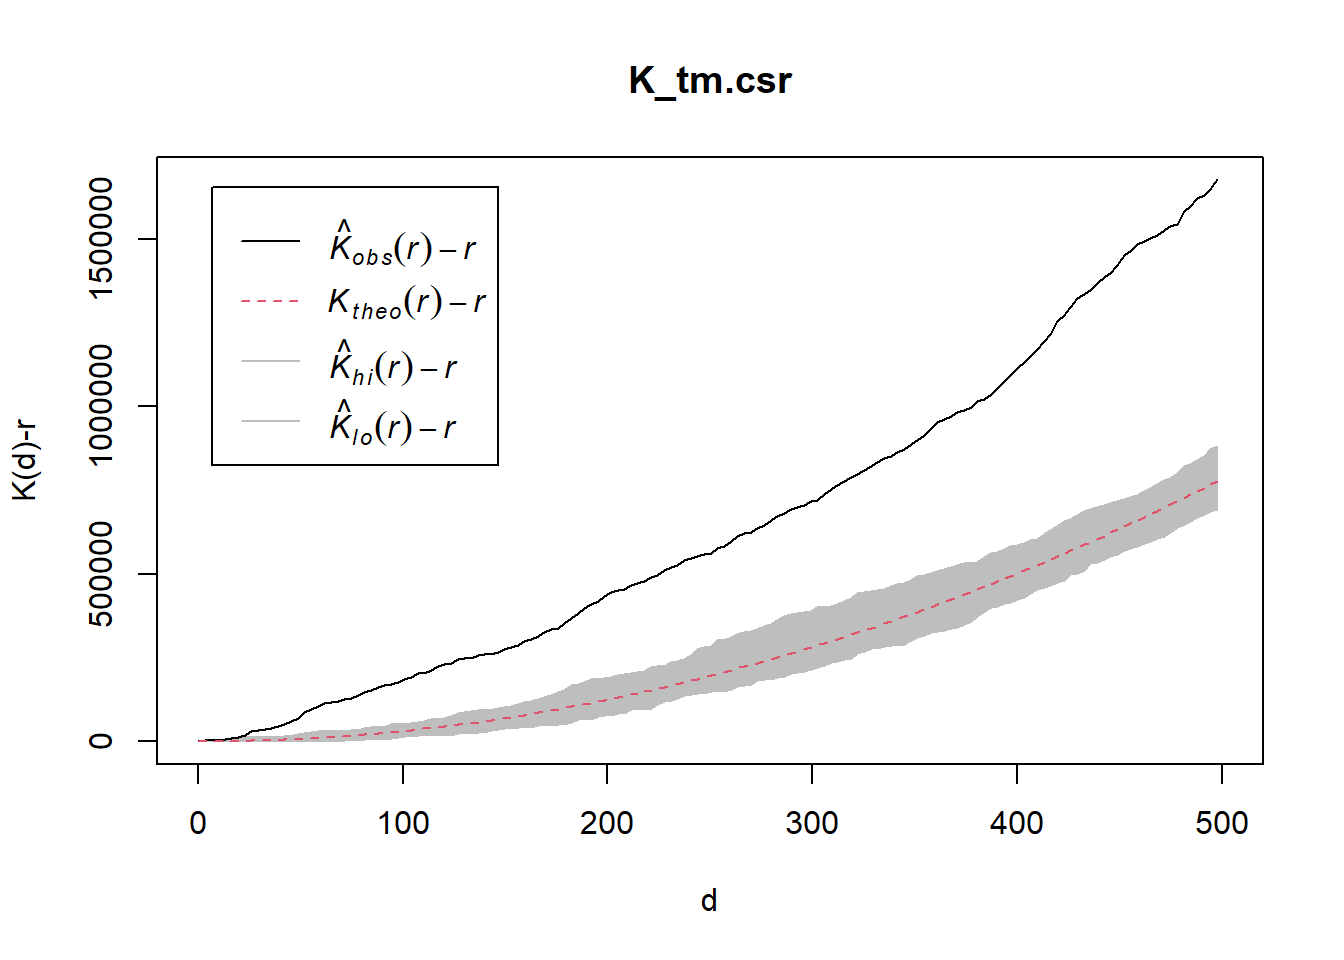 K_tm.csr
K̂obs(r) − r
Ktheo(r) − r
K̂hi(r) − r
K̂lo(r) − r
K(d)-r
1500000
1000000
500000
0
0 100 200 300 400 500
d